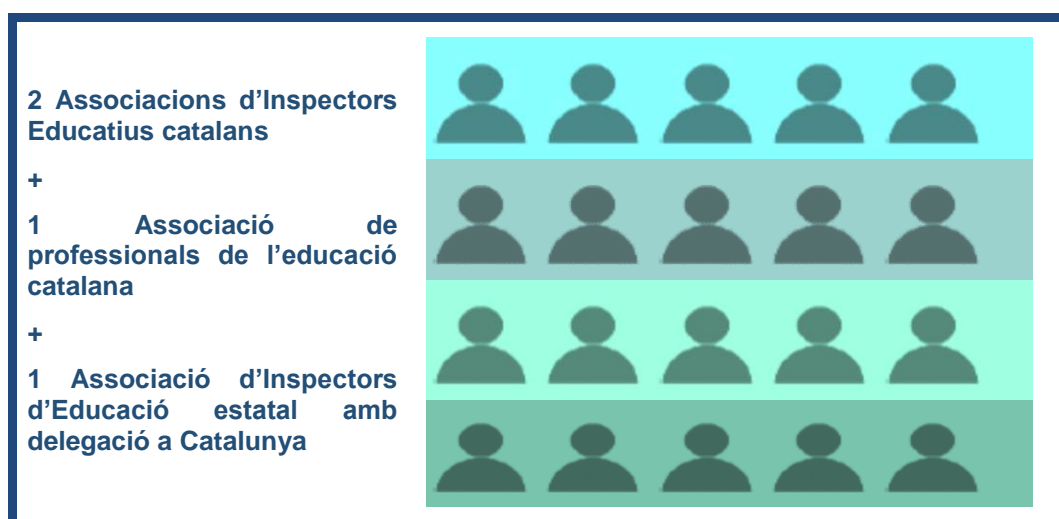 2 Associacions d’Inspectors
Educatius catalans
+
1 Associació de
professionals de l’educació
catalana
+
1 Associació d’Inspectors
d’Educació estatal amb
delegació a Catalunya